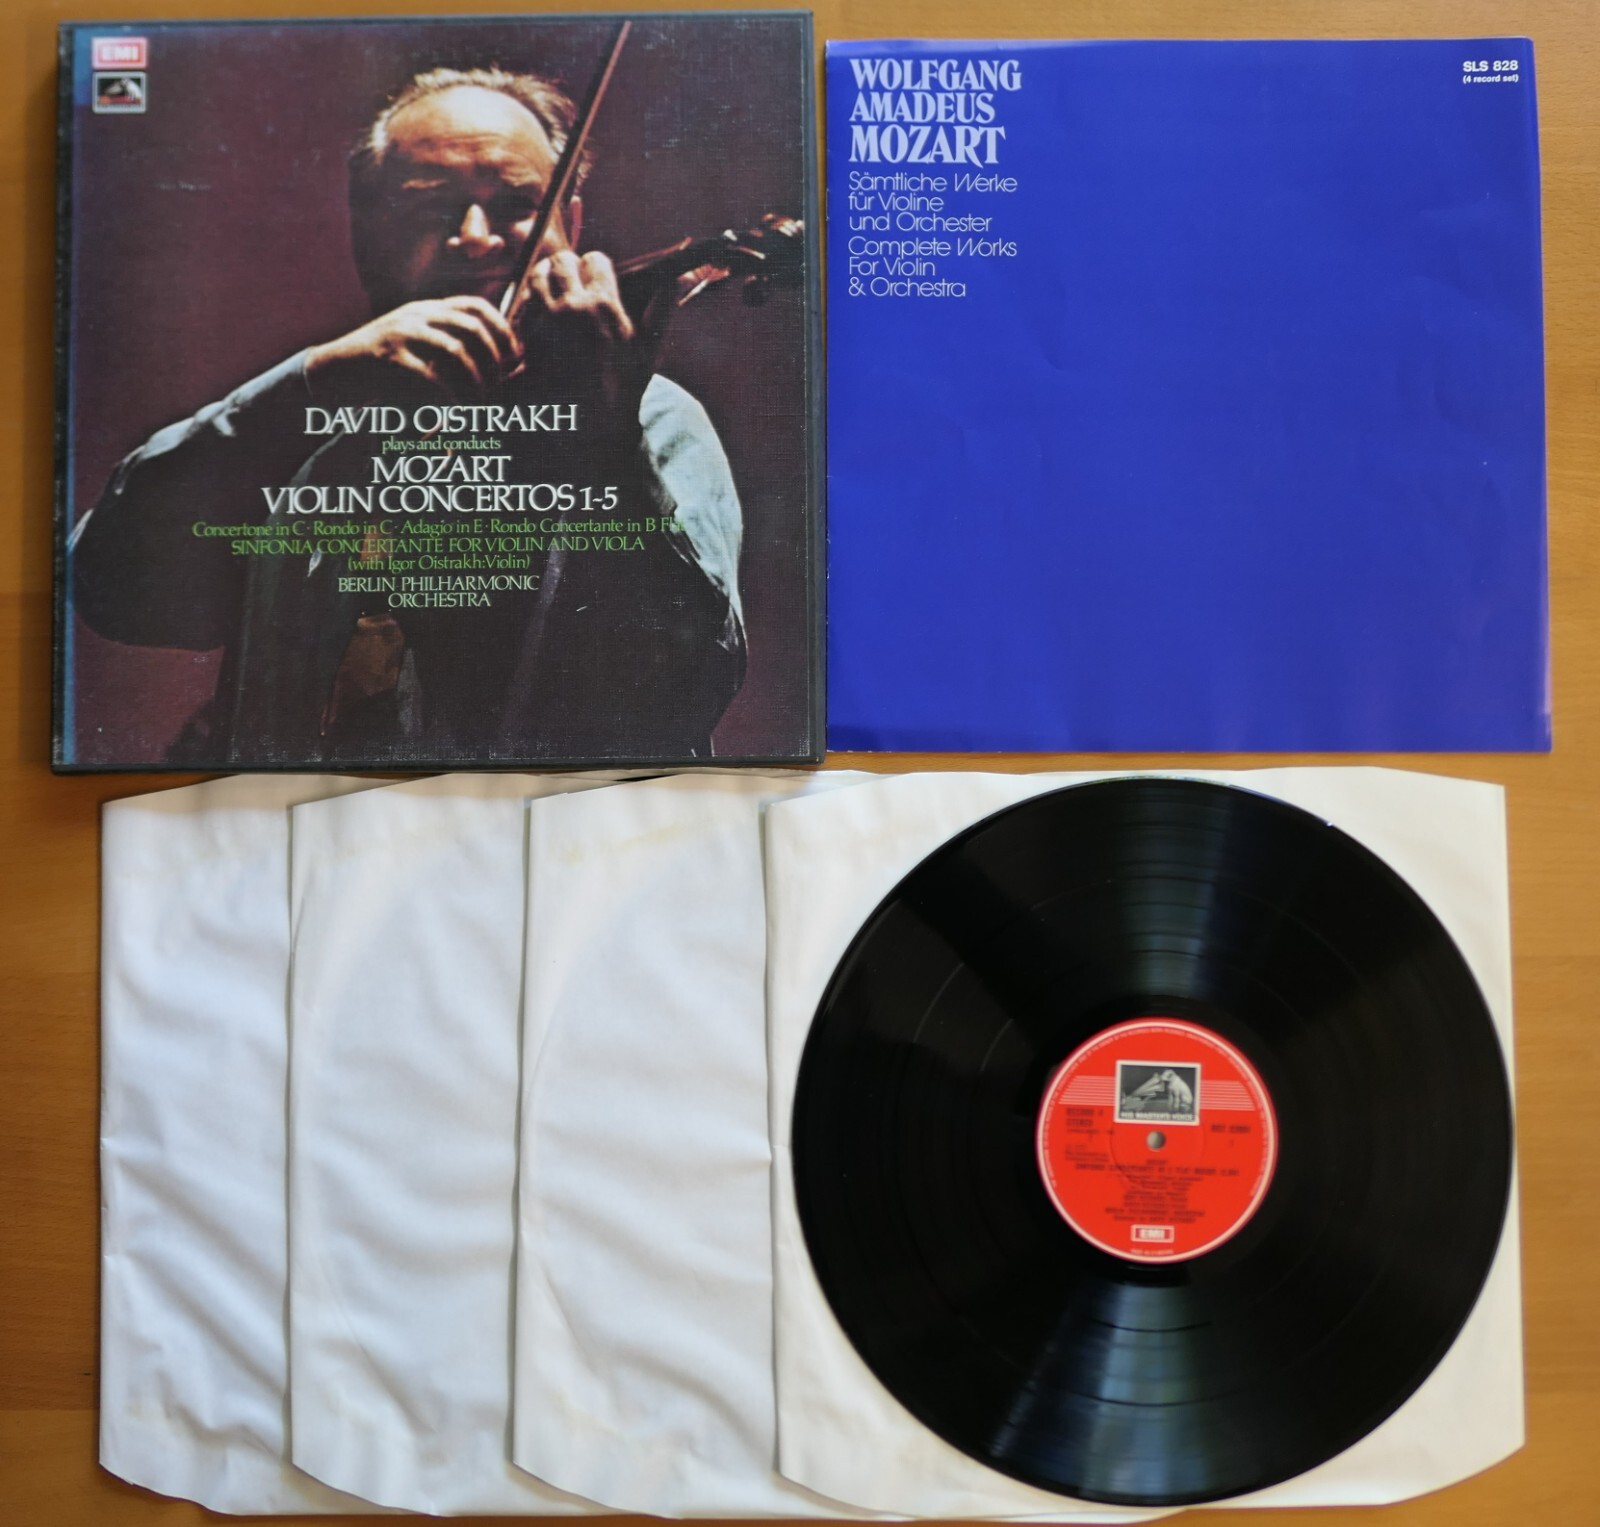 EMI
DAVID OISTRAKH
plays and conducts
MOZART
VIOLIN CONCERTOS 1-5
Concertone in C · Rondo in C · Adagio in E · Rondo Concertante in B Flat
SINFONIA CONCERTANTE FOR VIOLIN AND VIOLA
(with Igor Oistrakh:Violin)
BERLIN PHILHARMONIC
ORCHESTRA
WOLFGANG
AMADEUS
MOZART
Sämtliche Werke
für Violine
und Orchester
Complete Works
For Violin
& Orchestra
SLS 828
(4 record set)
HIS MASTER'S VOICE
RECORD 4
STEREO
EMI